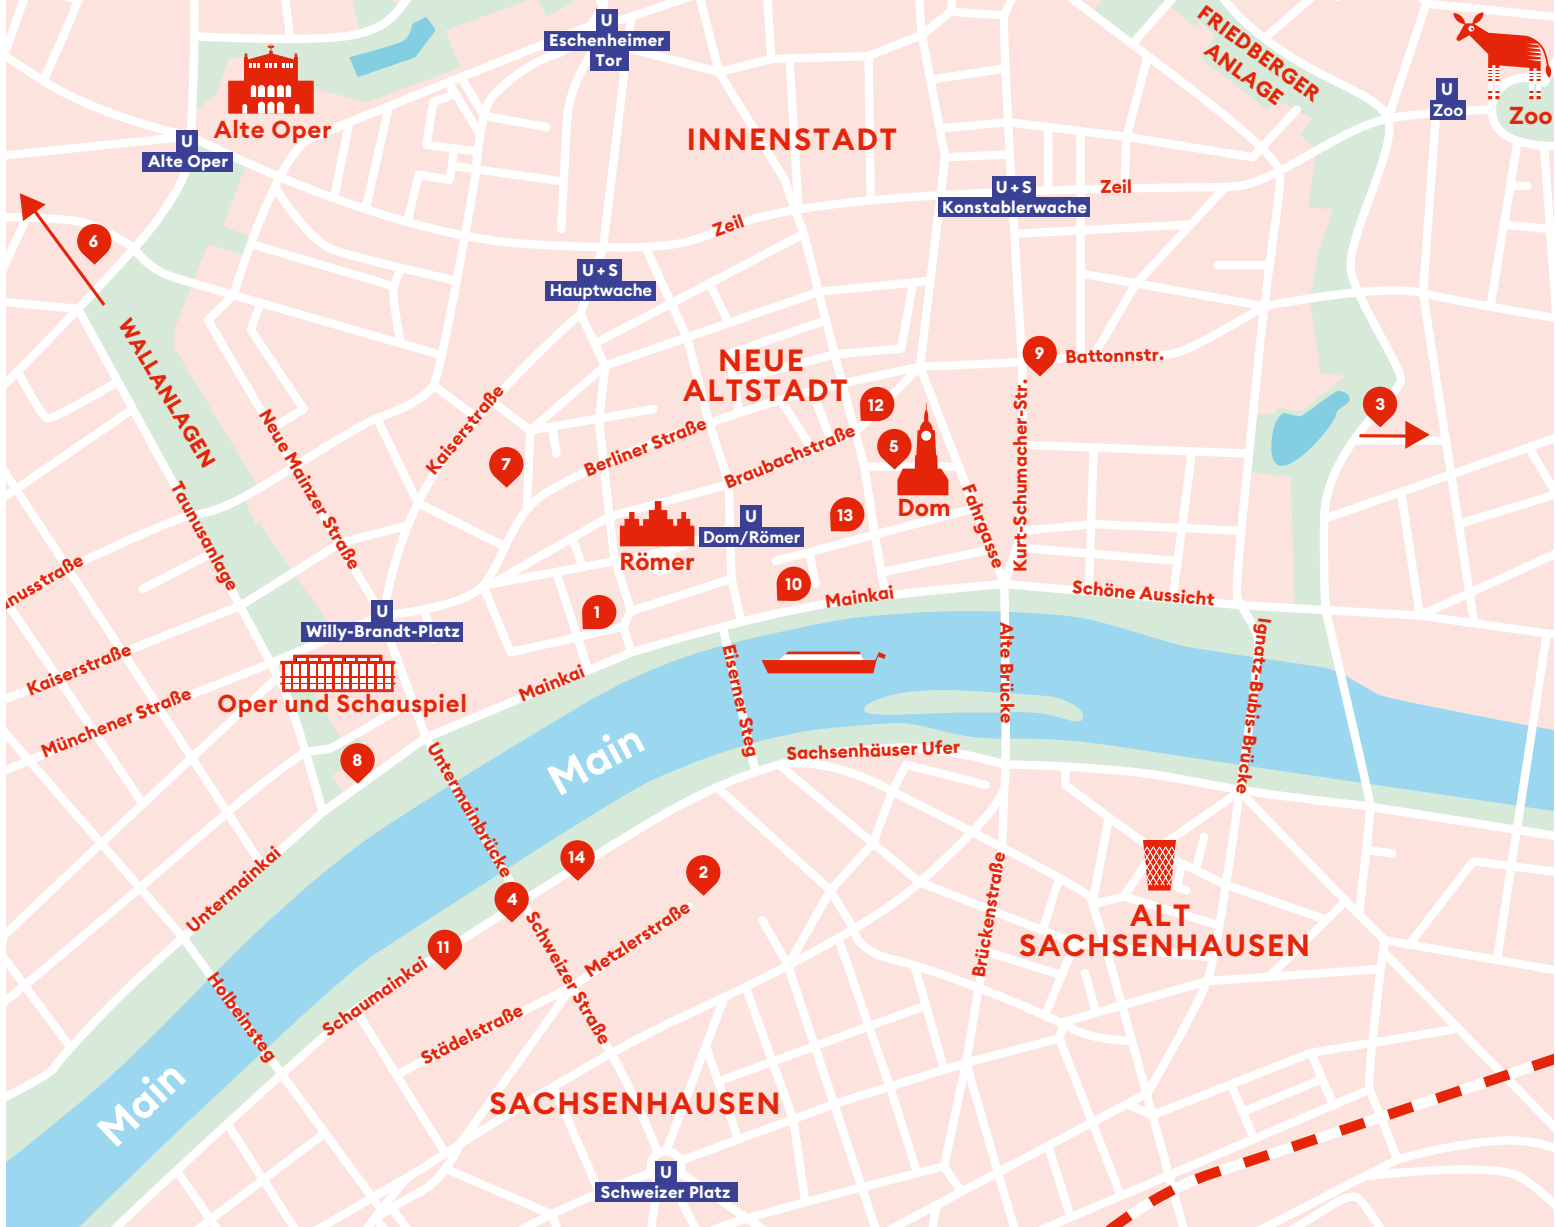 U
Eschenheimer
Tor
FRIEDBERGER
ANLAGE
U
Zoo
Zoo
Alte Oper
U
Alte Oper
INNENSTADT
U + S
Konstablerwache
Zeil
Zeil
6
U + S
Hauptwache
WALLANLAGEN
NEUE
ALTSTADT
9
Battonnstr.
3
12
5
Kaiserstraße
7
Berliner Straße
Braubachstraße
Neue Mainzer Straße
Kurt-Schumacher-Str.
Dom
Fahrgasse
13
U
Dom/Römer
Römer
Taunusanlage
nusstraße
10
1
Mainkai
Schöne Aussicht
U
Willy-Brandt-Platz
Kaiserstraße
Münchener Straße
Oper und Schauspiel
Mainkai
Eiserner Steg
Alte Brücke
Ignatz-Bubis-Brücke
Main
Sachsenhäuser Ufer
8
Untermainbrücke
14
2
4
Untermainkai
11
Schaumainkai
Schweizer Straße
Metzlerstraße
Brückenstraße
ALT
SACHSENHAUSEN
Holbeinsteg
Städelstraße
Main
SACHSENHAUSEN
U
Schweizer Platz